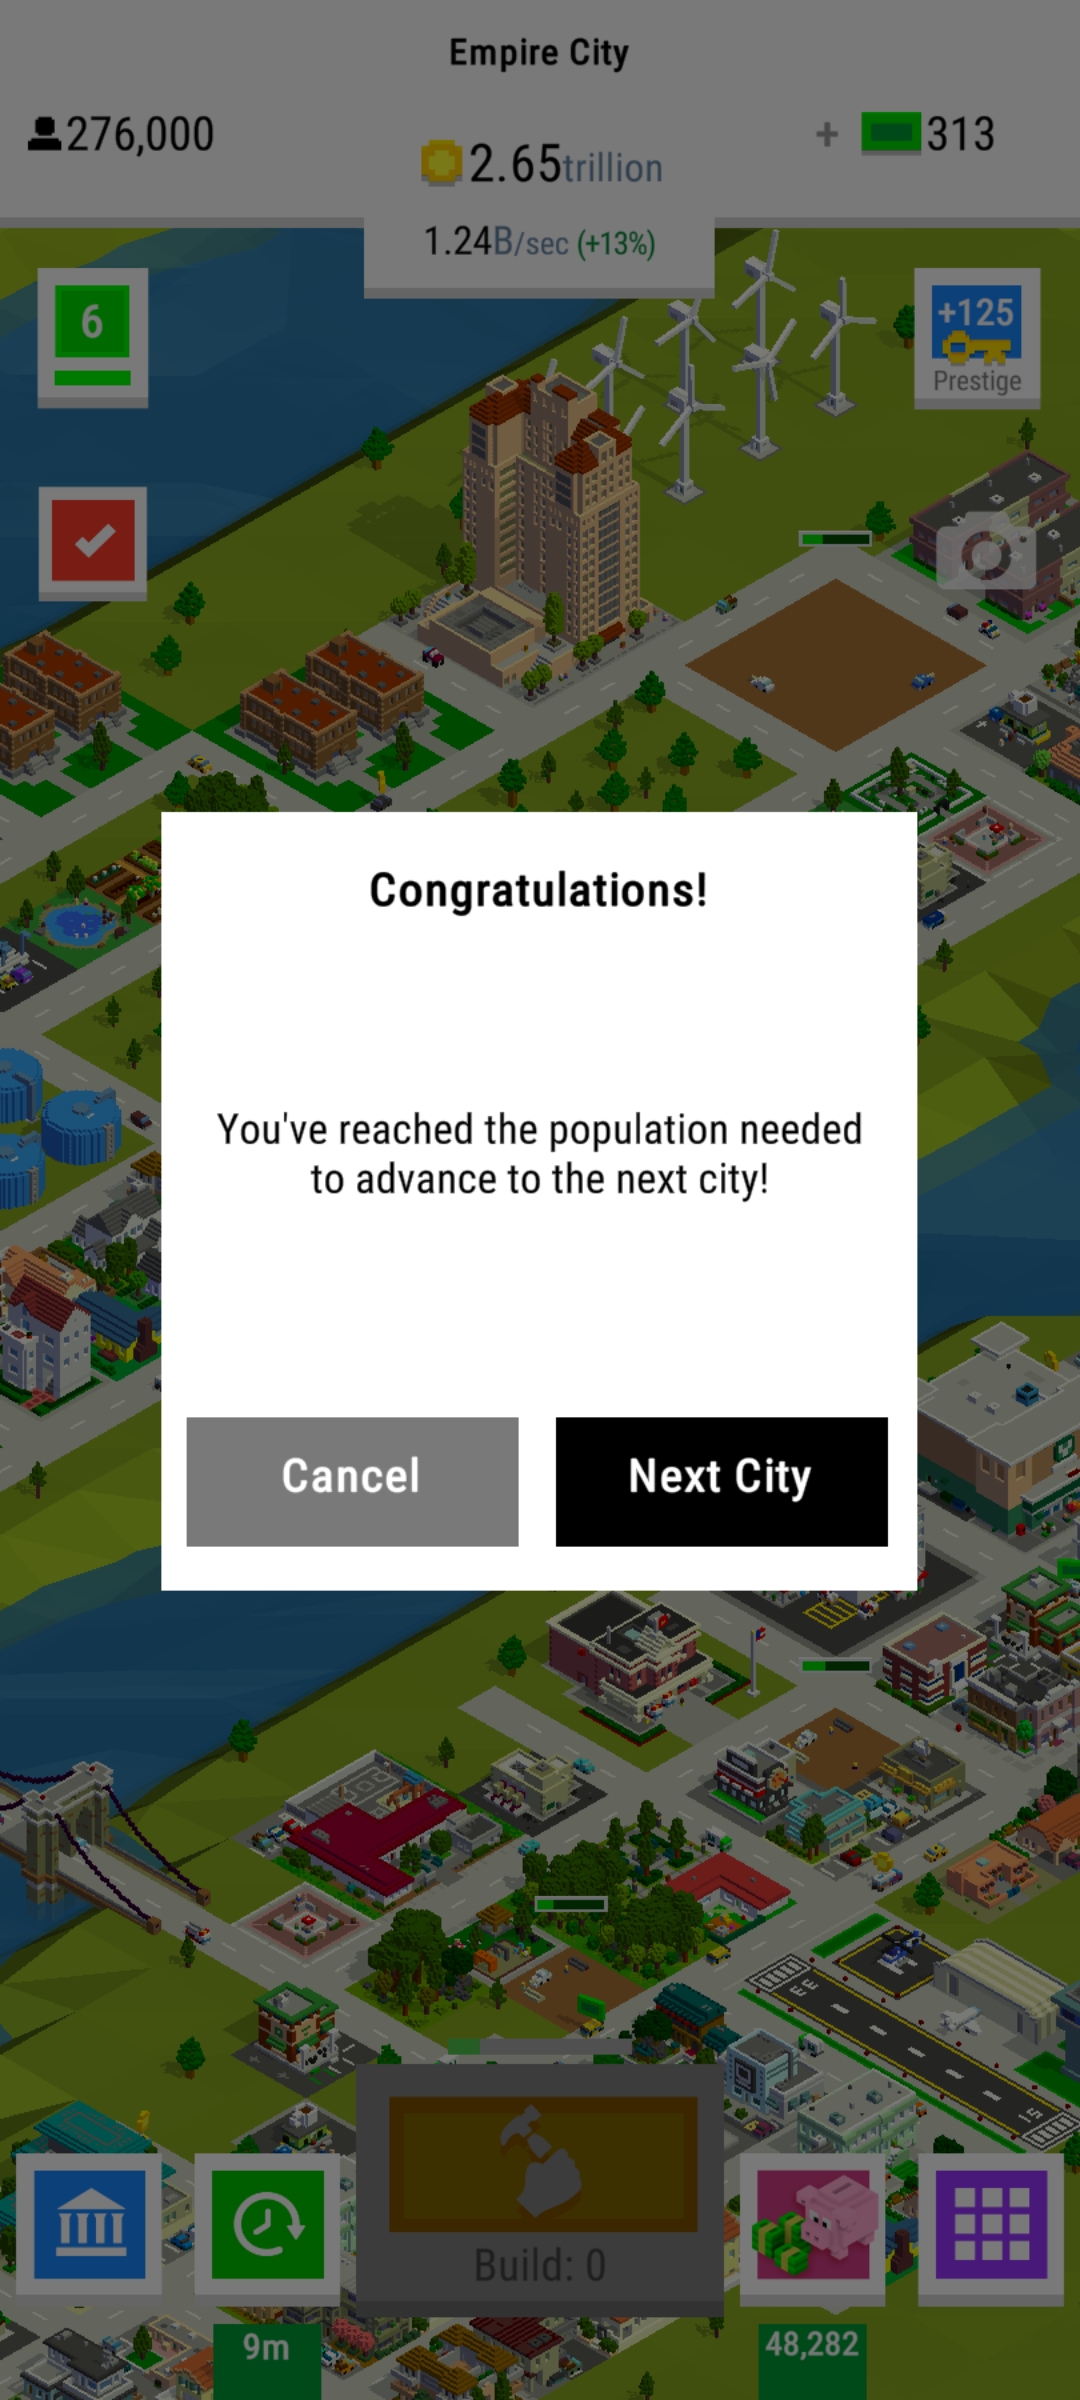 Empire City
276,000
2.65trillion
+ 313
1.24B/sec (+13%)
6
+125
Prestige
Congratulations!
You've reached the population needed
to advance to the next city!
Cancel
Next City
Build: 0
9m
48,282